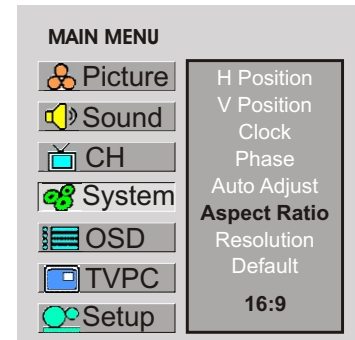 MAIN MENU
Picture
Sound
CH
System
OSD
TVPC
Setup
H Position
V Position
Clock
Phase
Auto Adjust
Aspect Ratio
Resolution
Default
16:9